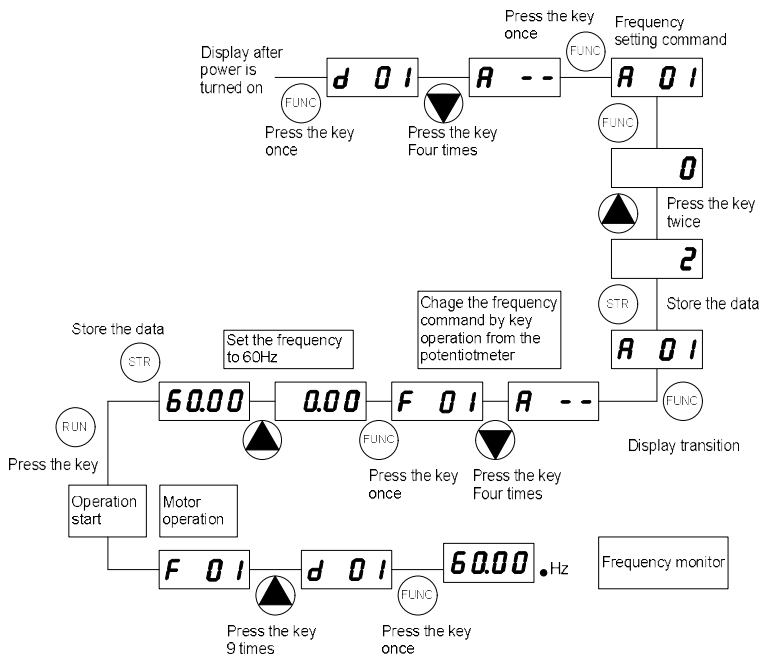 Display after
power is
turned on
FUNC
Press the key
once
d 01
Press the key
Four times
A --
Press the key
once
FUNC
Frequency
setting command
A 01
FUNC
0
Press the key
twice
2
STR
Store the data
A 01
FUNC
Display transition
Chage the frequency
command by key
operation from the
potentiotmeter
A --
Press the key
Four times
F 01
FUNC
Press the key
once
Set the frequency
to 60Hz
0.00
60.00
Store the data
STR
RUN
Press the key
Operation
start
Motor
operation
F 01
Press the key
9 times
d 01
FUNC
Press the key
once
60.00
Hz
Frequency monitor